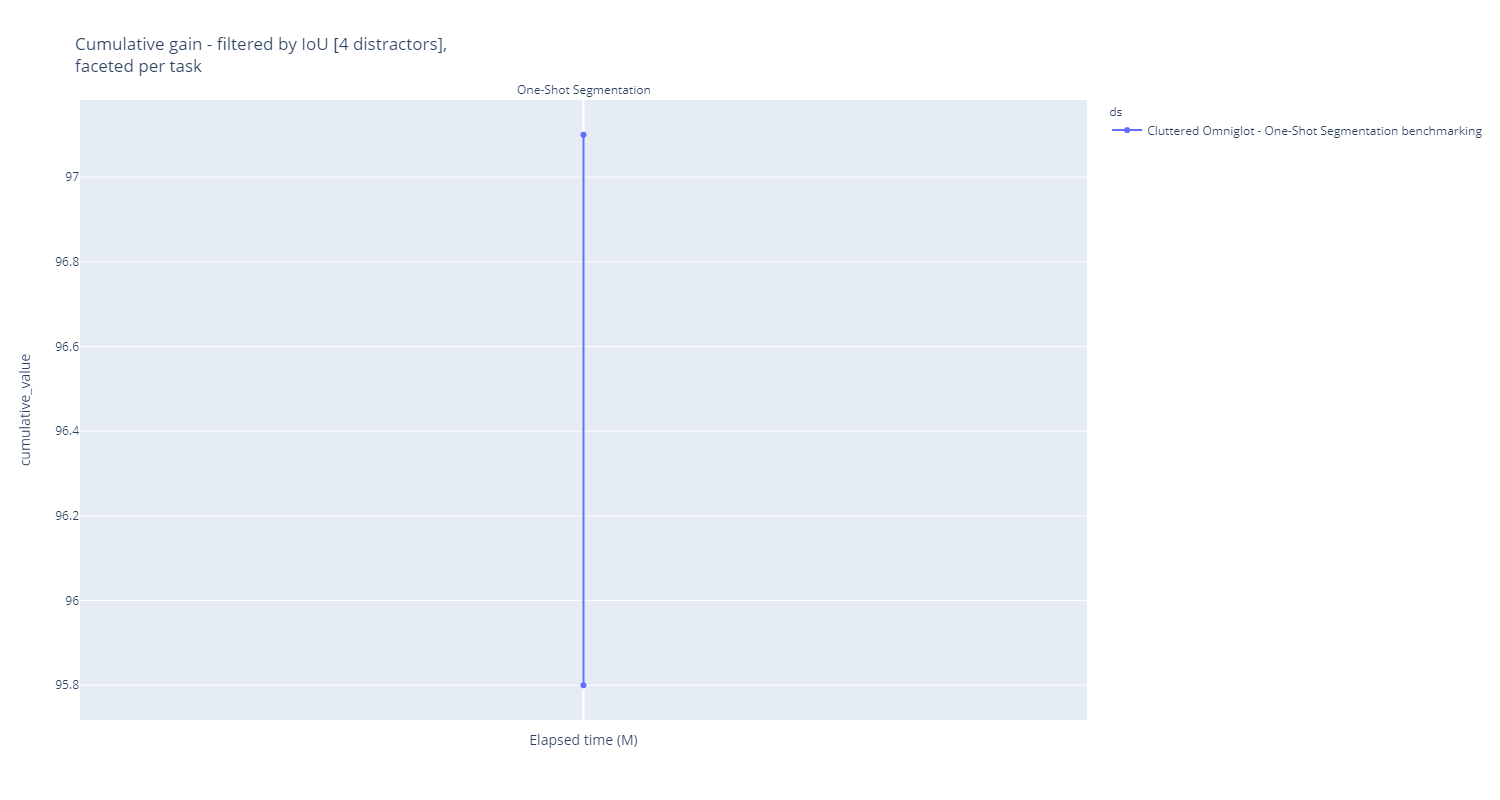 Cumulative gain - filtered by IoU [4 distractors],
faceted per task
One-Shot Segmentation
ds
Cluttered Omniglot - One-Shot Segmentation benchmarking
97
96.8
96.6
96.4
96.2
96
95.8
cumulative_value
Elapsed time (M)